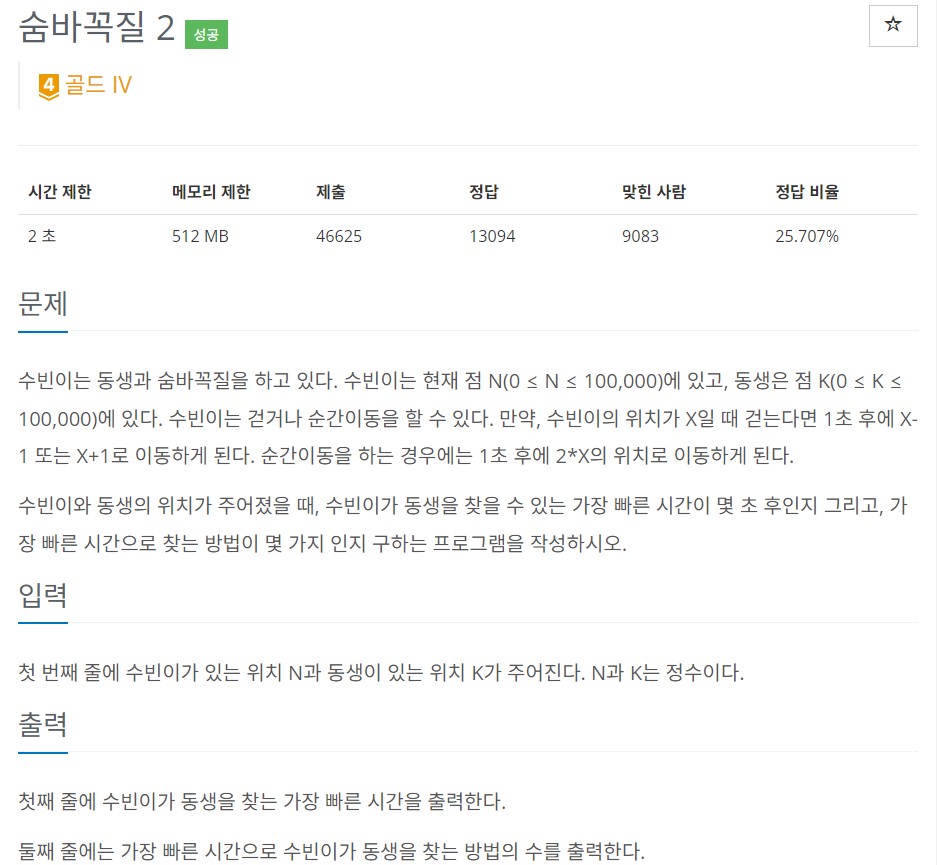 숨바꼭질 2 성공
4 골드 IV
시간 제한 메모리 제한 제출 정답 맞힌 사람 정답 비율
2 초 512 MB 46625 13094 9083 25.707%
문제
수빈이는 동생과 숨바꼭질을 하고 있다. 수빈이는 현재 점 N(0 ≤ N ≤ 100,000)에 있고, 동생은 점 K(0 ≤ K ≤
100,000)에 있다. 수빈이는 걷거나 순간이동을 할 수 있다. 만약, 수빈이의 위치가 X일 때 걷는다면 1초 후에 X-
1 또는 X+1로 이동하게 된다. 순간이동을 하는 경우에는 1초 후에 2*X의 위치로 이동하게 된다.
수빈이와 동생의 위치가 주어졌을 때, 수빈이가 동생을 찾을 수 있는 가장 빠른 시간이 몇 초 후인지 그리고, 가
장 빠른 시간으로 찾는 방법이 몇 가지 인지 구하는 프로그램을 작성하시오.
입력
첫 번째 줄에 수빈이가 있는 위치 N과 동생이 있는 위치 K가 주어진다. N과 K는 정수이다.
출력
첫째 줄에 수빈이가 동생을 찾는 가장 빠른 시간을 출력한다.
둘째 줄에는 가장 빠른 시간으로 수빈이가 동생을 찾는 방법의 수를 출력한다.